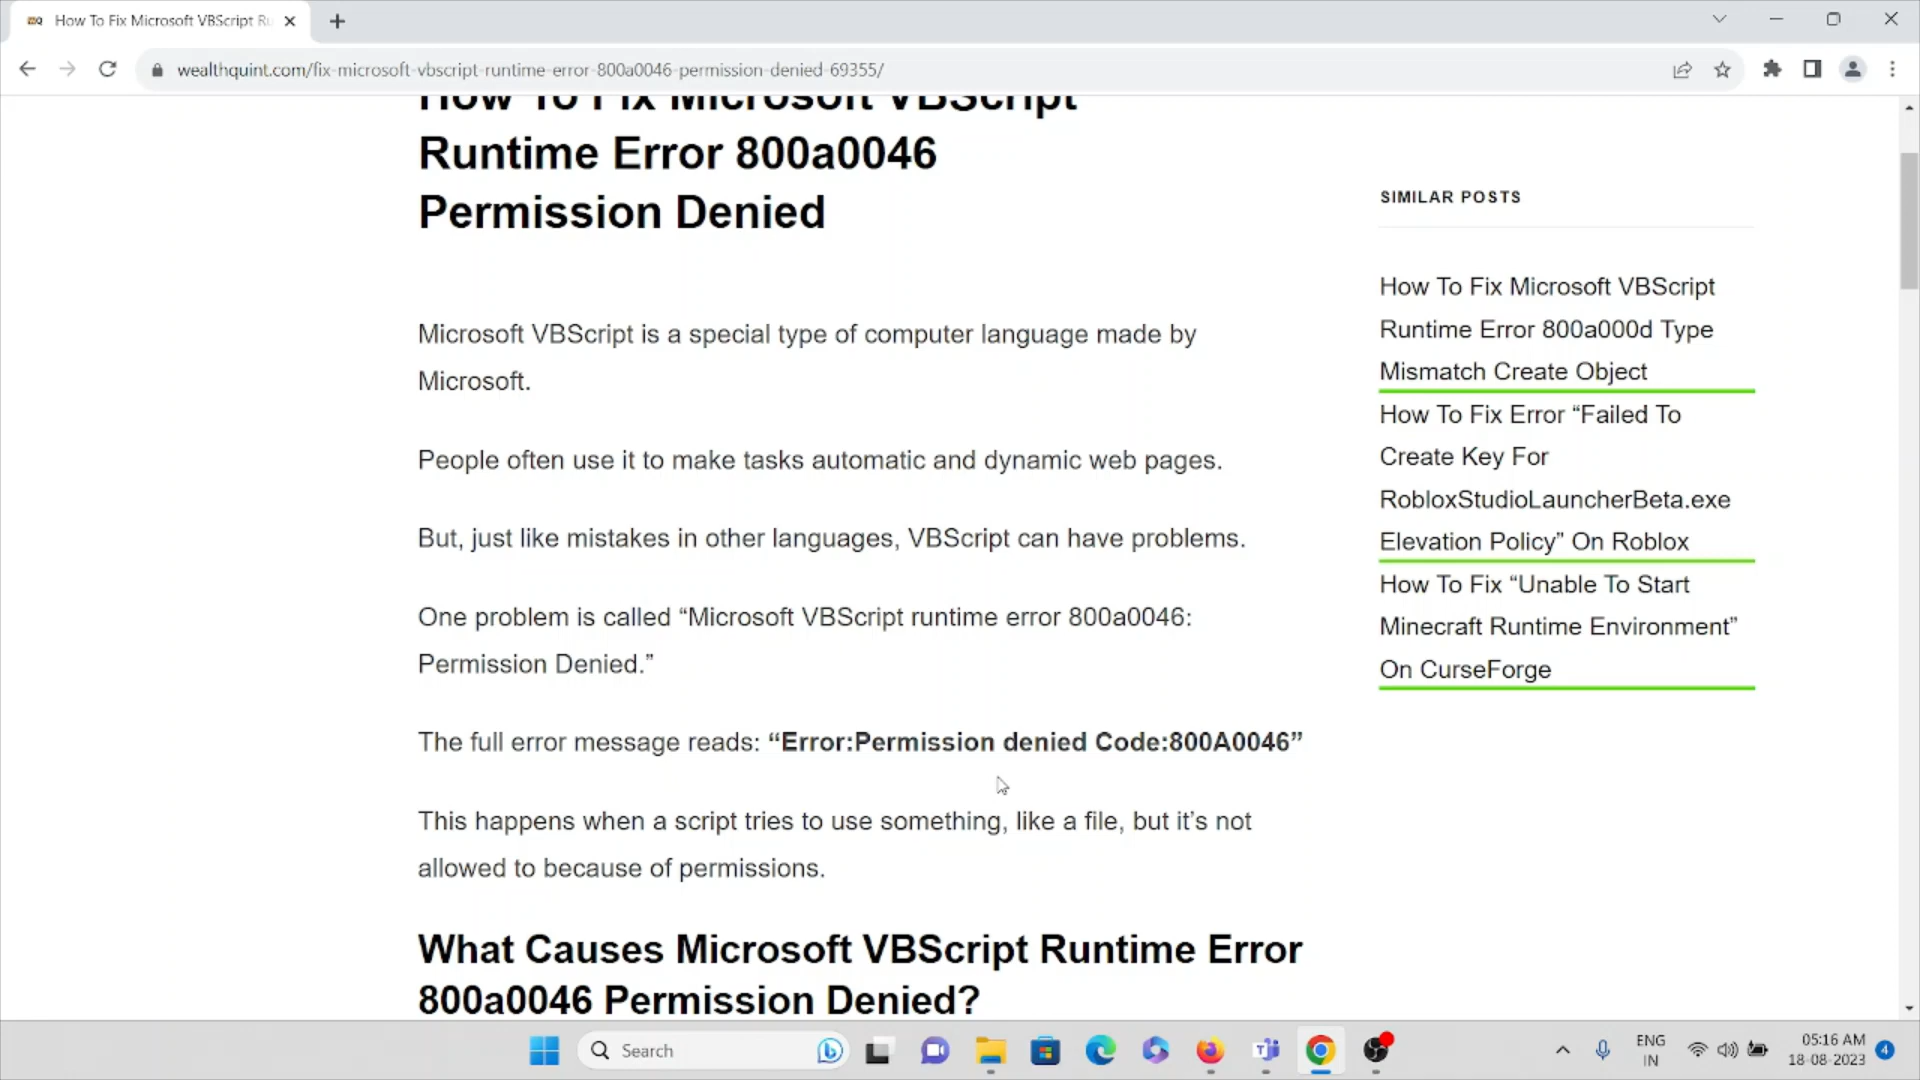 How To Fix Microsoft VBScript Ru
wealthquint.com/fix-microsoft-vbscript-runtime-error-800a0046-permission-denied-69355/
How To Fix Microsoft VBScript
Runtime Error 800a0046
Permission Denied
Microsoft VBScript is a special type of computer language made by
Microsoft.
People often use it to make tasks automatic and dynamic web pages.
But, just like mistakes in other languages, VBScript can have problems.
One problem is called “Microsoft VBScript runtime error 800a0046:
Permission Denied.”
The full error message reads: “Error:Permission denied Code:800A0046”
This happens when a script tries to use something, like a file, but it’s not
allowed to because of permissions.
What Causes Microsoft VBScript Runtime Error
800a0046 Permission Denied?
SIMILAR POSTS
How To Fix Microsoft VBScript
Runtime Error 800a000d Type
Mismatch Create Object
How To Fix Error “Failed To
Create Key For
RobloxStudioLauncherBeta.exe
Elevation Policy” On Roblox
How To Fix “Unable To Start
Minecraft Runtime Environment”
On CurseForge
Search
ENG
IN
05:16 AM
18-08-2023
4